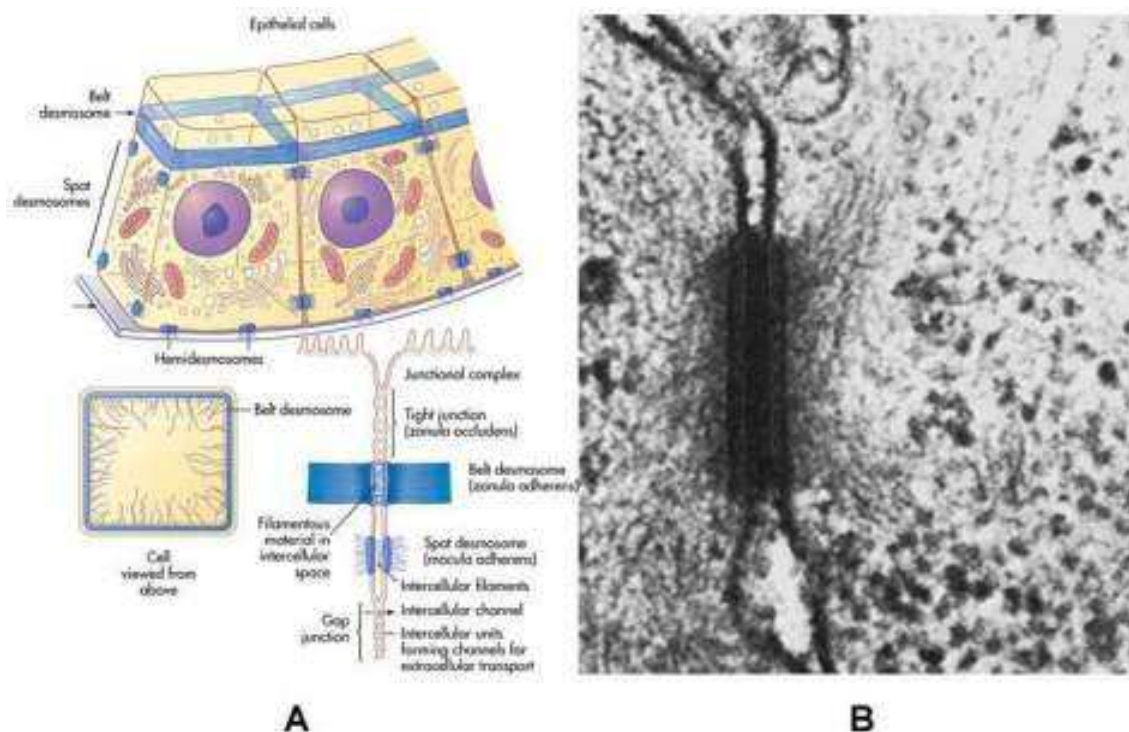 Epithelial cells
Belt
desmosome
Spot
desmosomes
Hemidesmosomes
Junctional complex
Belt desmosome
Tight junction
(zonula occludens)
Belt desmosome
(zonula adherens)
Filamentous
material in
intercellular
space
Spot desmosome
(macula adherens)
Cell
viewed from
above
Intercellular filaments
Gap
junction
Intercellular channel
Intercellular units
forming channels for
extracellular transport
A
B